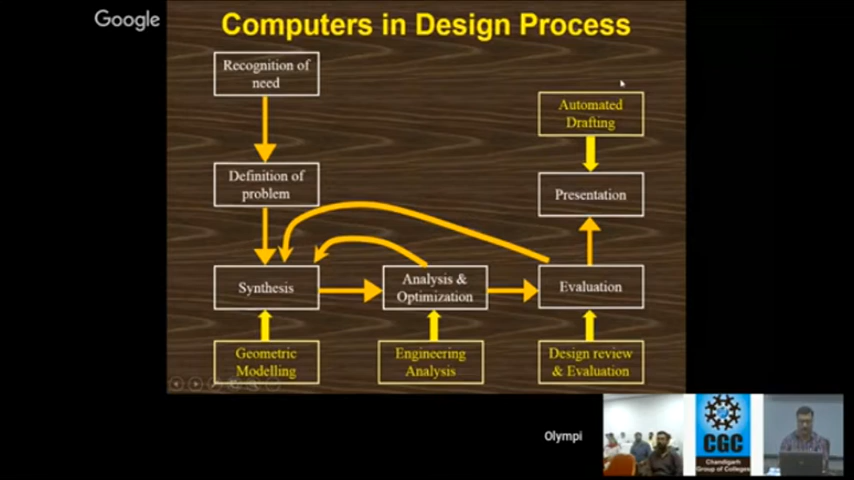 Google
Computers in Design Process
Recognition of
need
Automated
Drafting
Definition of
problem
Presentation
Synthesis
Analysis &
Optimization
Evaluation
Geometric
Modelling
Engineering
Analysis
Design review
& Evaluation
Olympi
CGC
Chandigarh
Group of Colleges